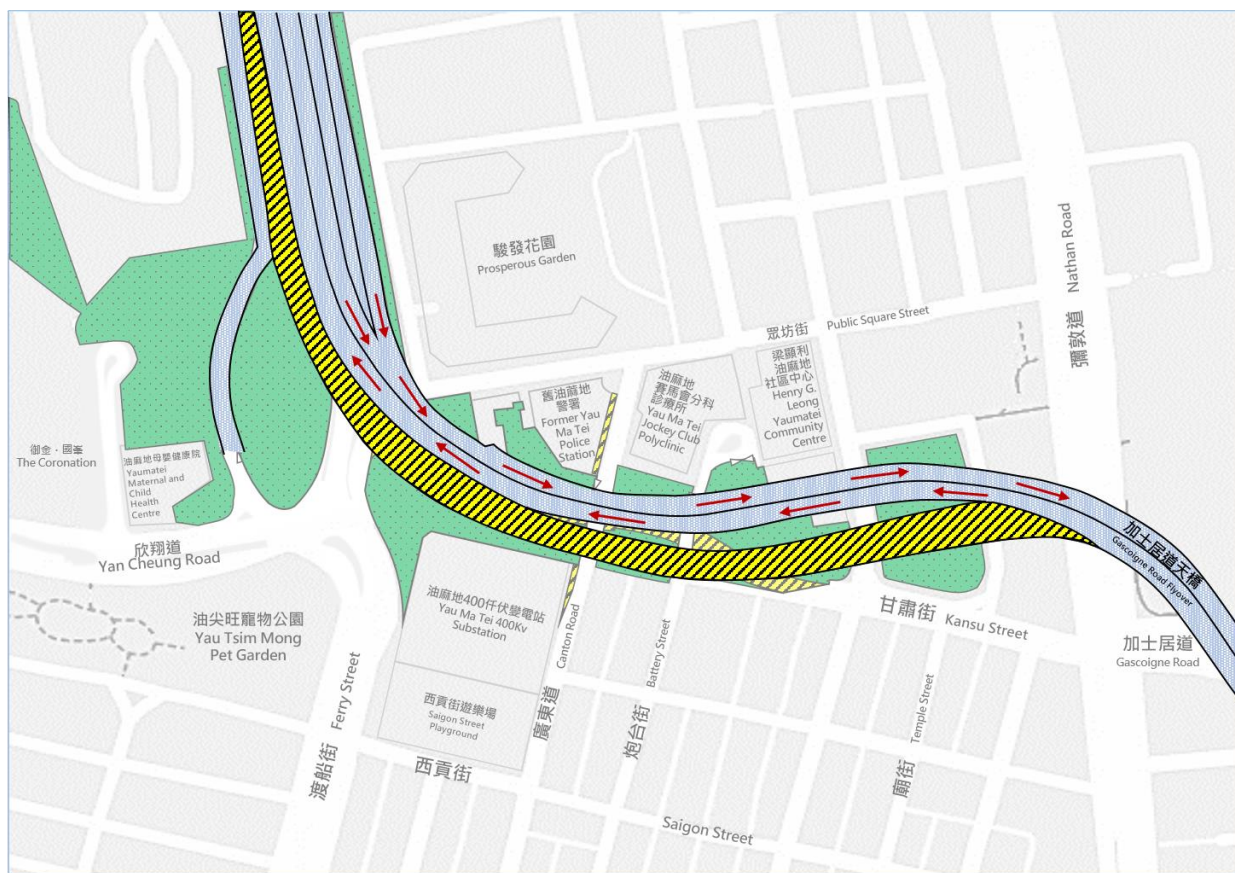 駿發花園
Prosperous Garden
彌敦道 Nathan Road
眾坊街 Public Square Street
舊油蔴地
警署
Former Yau
Ma Tei
Police
Station
油麻地
賽馬會分科
診療所
Yau Ma Tei
Jockey Club
Polyclinic
梁顯利
油麻地
社區中心
Henry G.
Leong
Yaumatei
Community
Centre
御金・國峯
The Coronation
油麻地母嬰健康院
Yaumatei
Maternal and
Child
Health
Centre
欣翔道
Yan Cheung Road
加士居道天橋
Gascoigne Road Flyover
油尖旺寵物公園
Yau Tsim Mong
Pet Garden
油麻地400仟伏變電站
Yau Ma Tei 400Kv
Substation
甘肅街 Kansu Street
加士居道
Gascoigne Road
西貢街遊樂場
Saigon Street
Playground
渡船街 Ferry Street
廣東道 Canton Road
炮台街 Battery Street
廟街 Temple Street
西貢街
Saigon Street